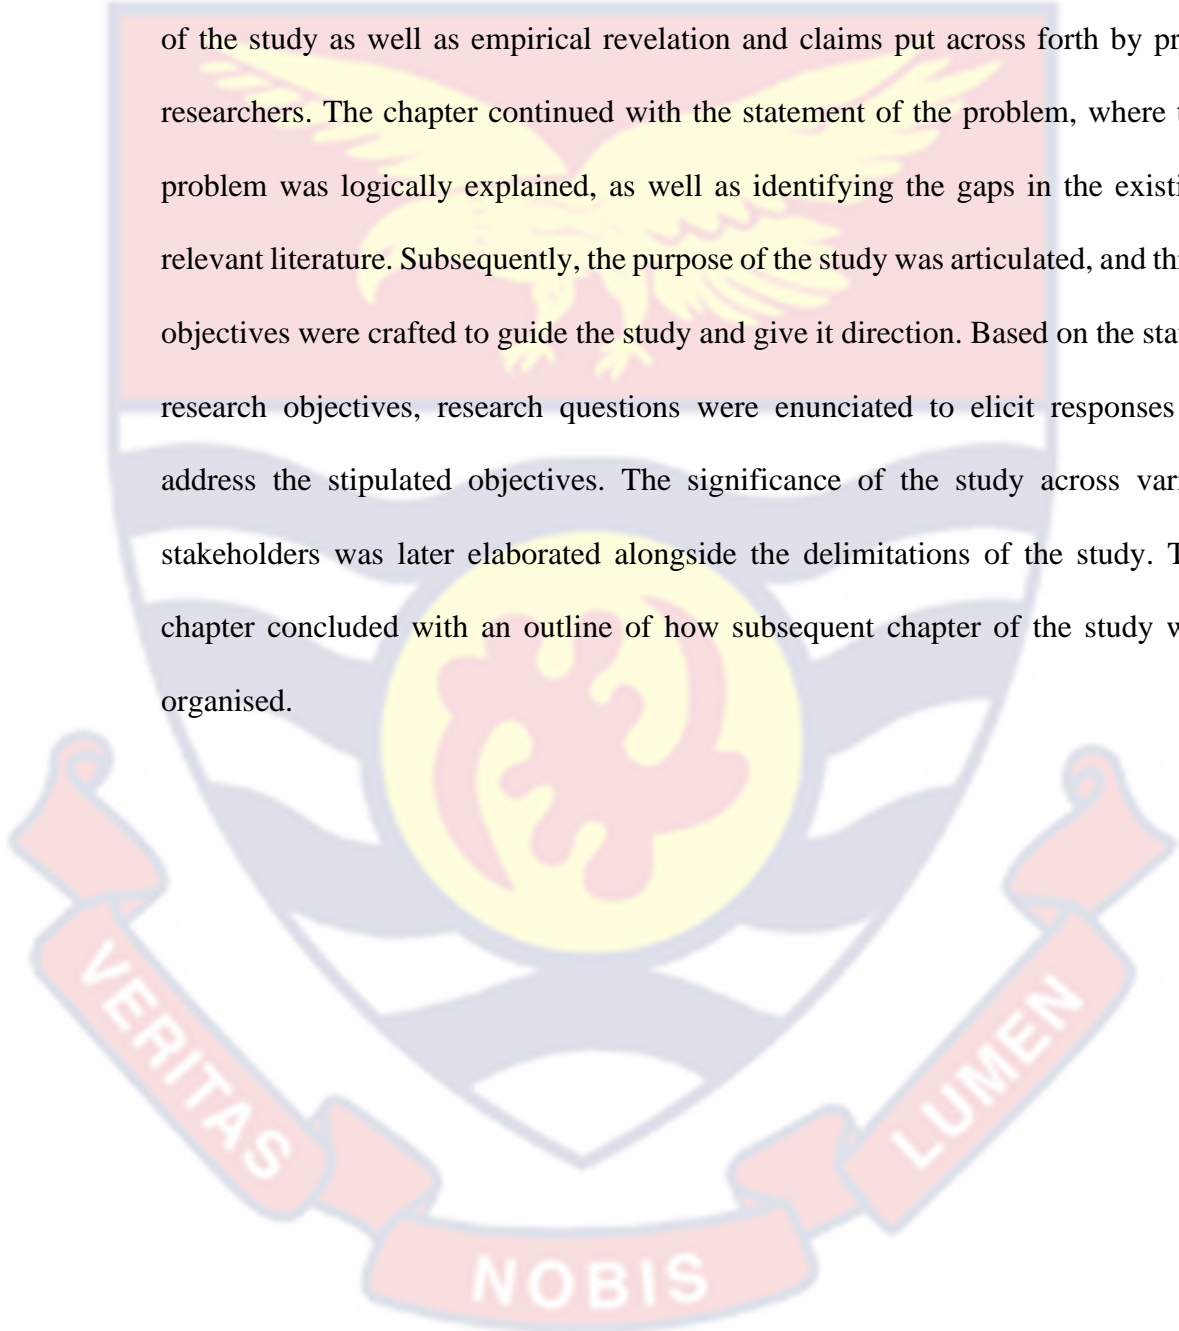 of the study as well as empirical revelation and claims put across forth by pr
researchers. The chapter continued with the statement of the problem, where t
problem was logically explained, as well as identifying the gaps in the existi
relevant literature. Subsequently, the purpose of the study was articulated, and
objectives were crafted to guide the study and give it direction. Based on the stat
research objectives, research questions were enunciated to elicit responses
address the stipulated objectives. The significance of the study across vari
stakeholders was later elaborated alongside the delimitations of the study. T
chapter concluded with an outline of how subsequent chapter of the study w
organised.
VERITAS
NOBIS
LUMEN